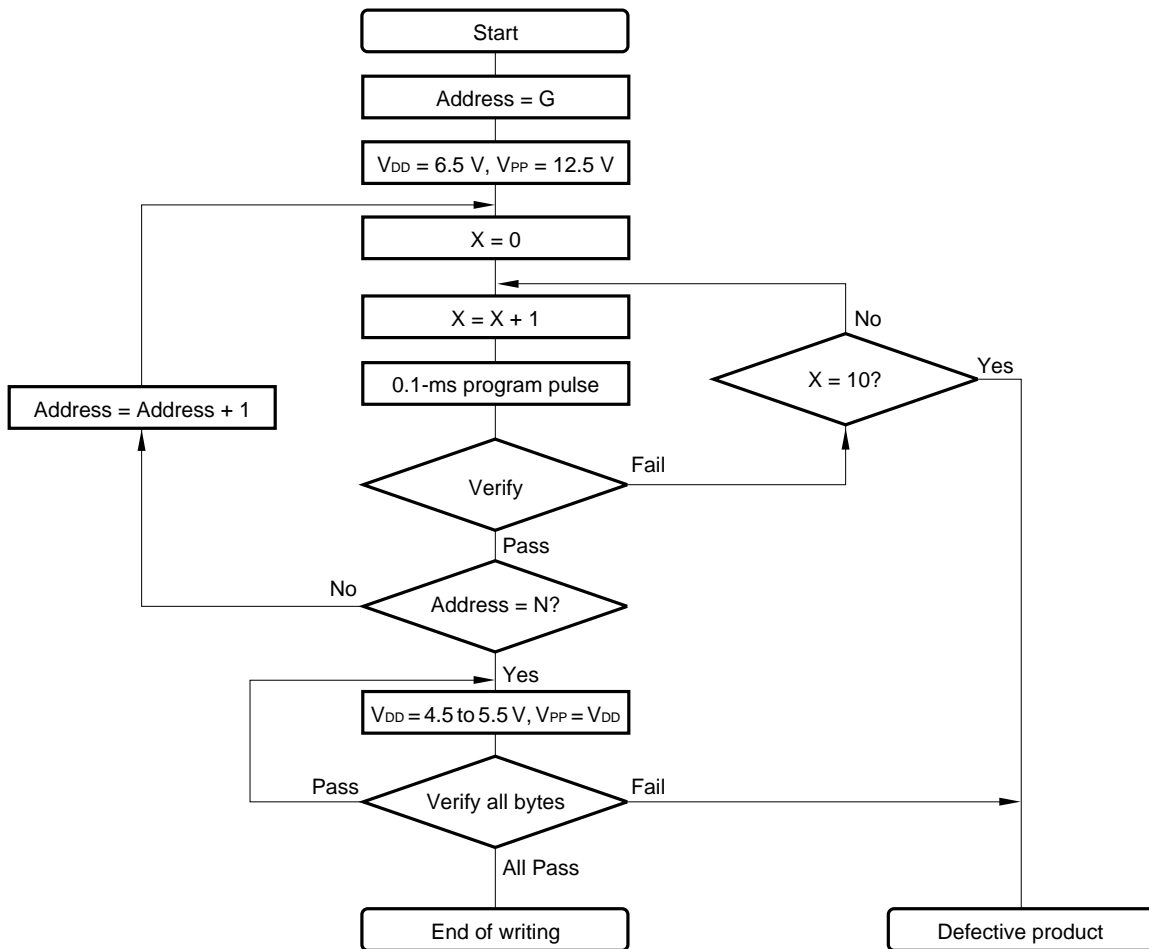 Start
Address = G
VDD = 6.5 V, VPP = 12.5 V
X = 0
X = X + 1
No
0.1-ms program pulse
X = 10?
Yes
Address = Address + 1
Verify
Fail
Pass
No
Address = N?
Yes
VDD = 4.5 to 5.5 V, VPP = VDD
Pass
Verify all bytes
Fail
All Pass
End of writing
Defective product